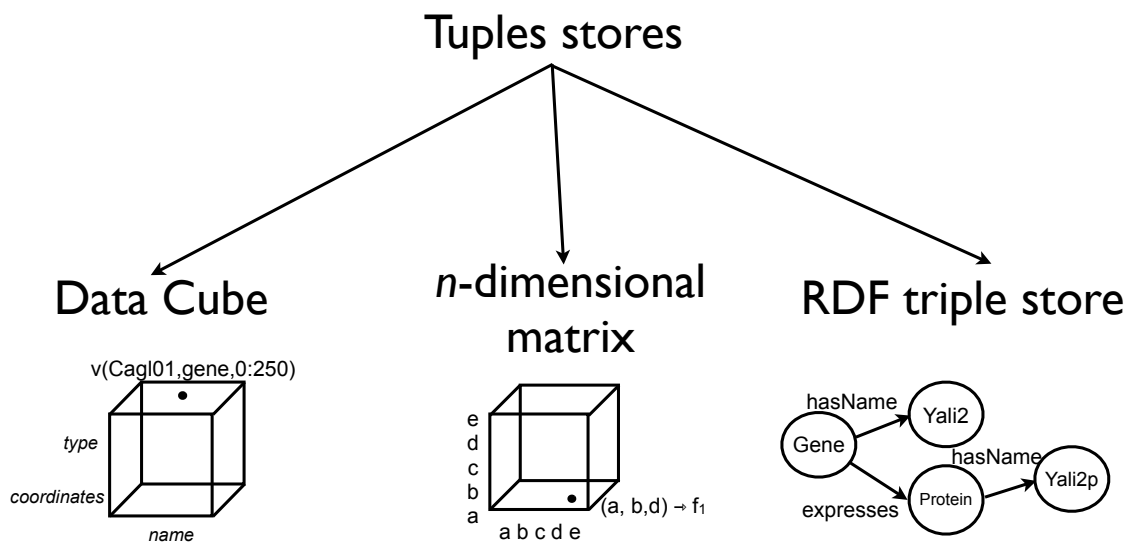 Tuples stores
Data Cube
n-dimensional
matrix
RDF triple store
v(Cagl01,gene,0:250)
type
coordinates
name
e
d
c
b
a
a b c d e
(a, b,d) → f₁
hasName
Yali2
Gene
hasName
Yali2p
Protein
expresses